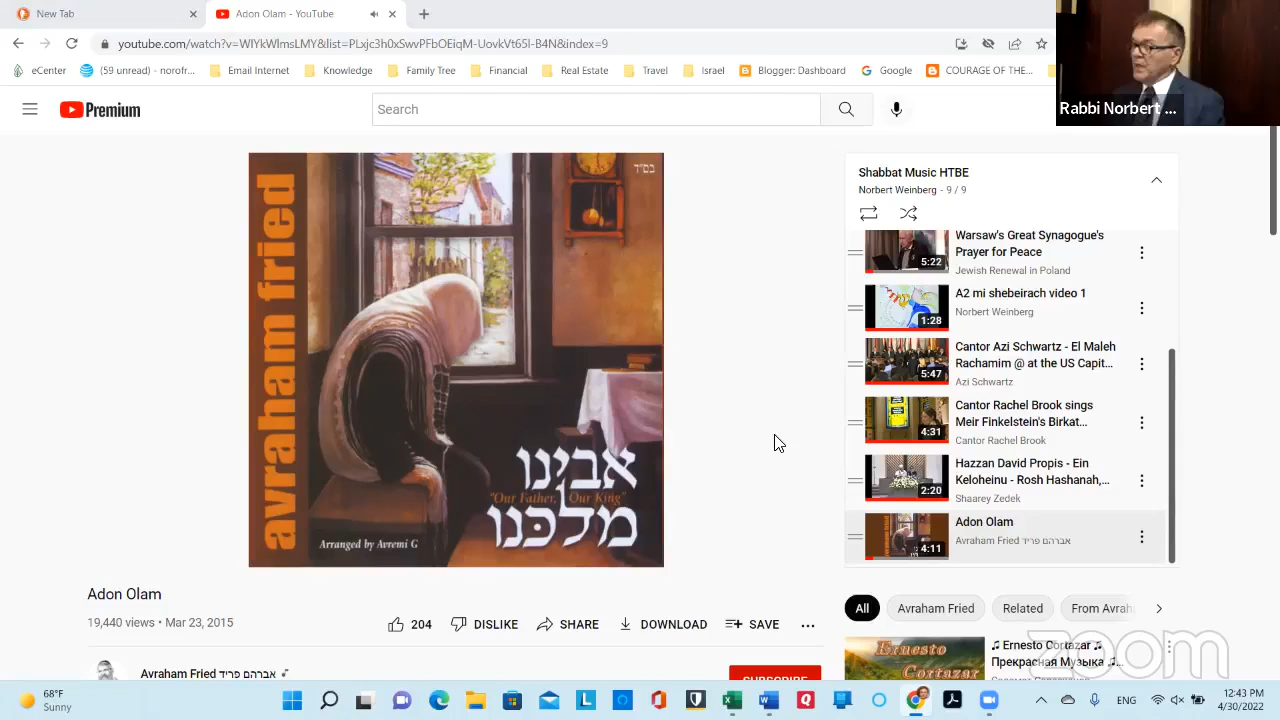 New Tab
Adon Olam - YouTube
youtube.com/watch?v=WIYkWlmsLMY&list=PLxjc3h0xSwvPFbOEiqM-UovkVt65l-B4N&index=9
eCenter
(59 unread) - norofr...
Email Internet
Knowledge
Family Tree
Financial
Real Estate
Travel
Israel
Blogger: Dashboard
Google
COURAGE OF THE...
Rabbi Norbert ...
Premium
Search
avraham fried
בס״ד
אבינו
"Our Father, Our King"
מלכנו
Arranged by Avremi G
Shabbat Music HTBE
Norbert Weinberg - 9 / 9
Warsaw's Great Synagogue's
Prayer for Peace
Jewish Renewal in Poland
5:22
A2 mi shebeirach video 1
Norbert Weinberg
1:28
Cantor Azi Schwartz - El Maleh
Rachamim @ at the US Capit...
Azi Schwartz
5:47
Cantor Rachel Brook sings
Meir Finkelstein's Birkat...
Cantor Rachel Brook
4:31
Hazzan David Propis - Ein
Keloheinu - Rosh Hashanah,...
Shaarey Zedek
2:20
Adon Olam
Avraham Fried אברהם פריד
4:11
Adon Olam
19,440 views • Mar 23, 2015
204
DISLIKE
SHARE
DOWNLOAD
SAVE
Avraham Fried אברהם פריד
SUBSCRIBE
All
Avraham Fried
Related
From Avrah
Ernesto
Cortazar
♫ Ernesto Cortazar ♫
Прекрасная Музыка ♫...
zoom
68°F
Sunny
ENG
12:43 PM
4/30/2022